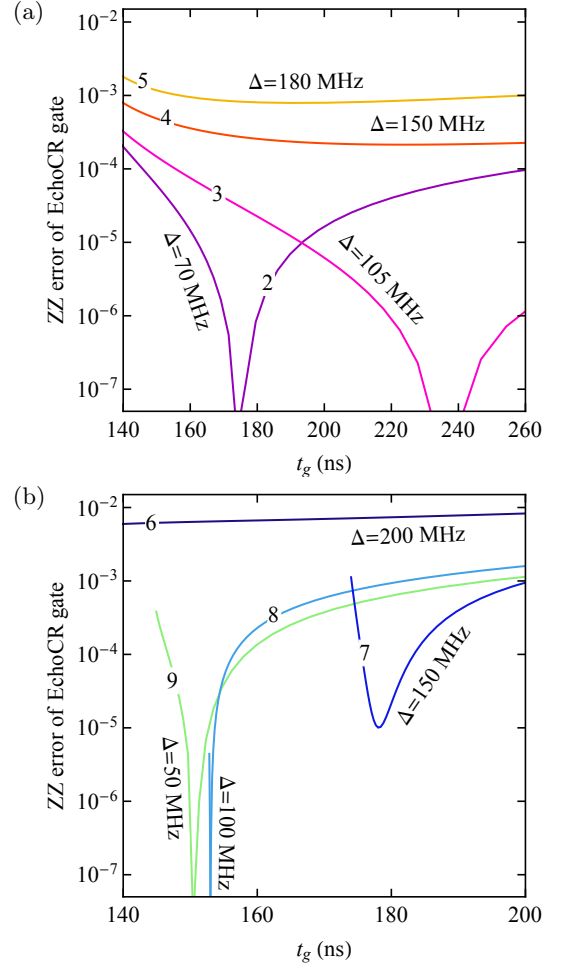 (a)
10⁻²
10⁻³
10⁻⁴
10⁻⁵
10⁻⁶
10⁻⁷
ZZ error of EchoCR gate
5
Δ=180 MHz
4
Δ=150 MHz
3
Δ=70 MHz
2
Δ=105 MHz
140 160 180 200 220 240 260
t_g (ns)
(b)
10⁻²
10⁻³
10⁻⁴
10⁻⁵
10⁻⁶
10⁻⁷
ZZ error of EchoCR gate
6
Δ=200 MHz
8
7
9
Δ=150 MHz
Δ=50 MHz
Δ=100 MHz
140 160 180 200
t_g (ns)